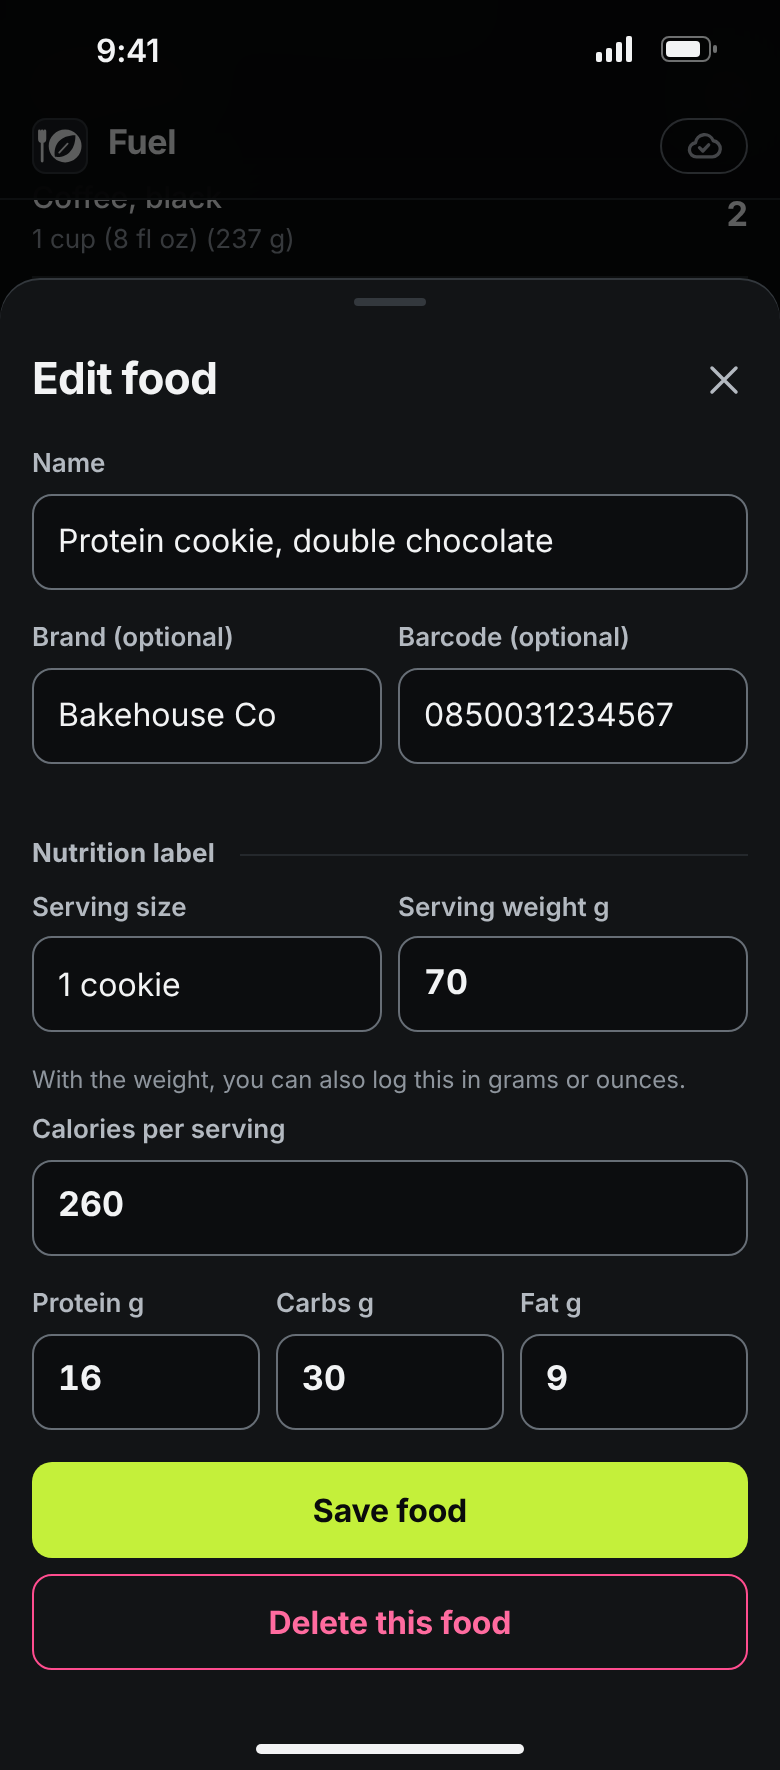 9:41
Fuel
Coffee, black
2
1 cup (8 fl oz) (237 g)
Edit food
Name
Protein cookie, double chocolate
Brand (optional)
Barcode (optional)
Bakehouse Co
0850031234567
Nutrition label
Serving size
Serving weight g
1 cookie
70
With the weight, you can also log this in grams or ounces.
Calories per serving
260
Protein g
Carbs g
Fat g
16
30
9
Save food
Delete this food